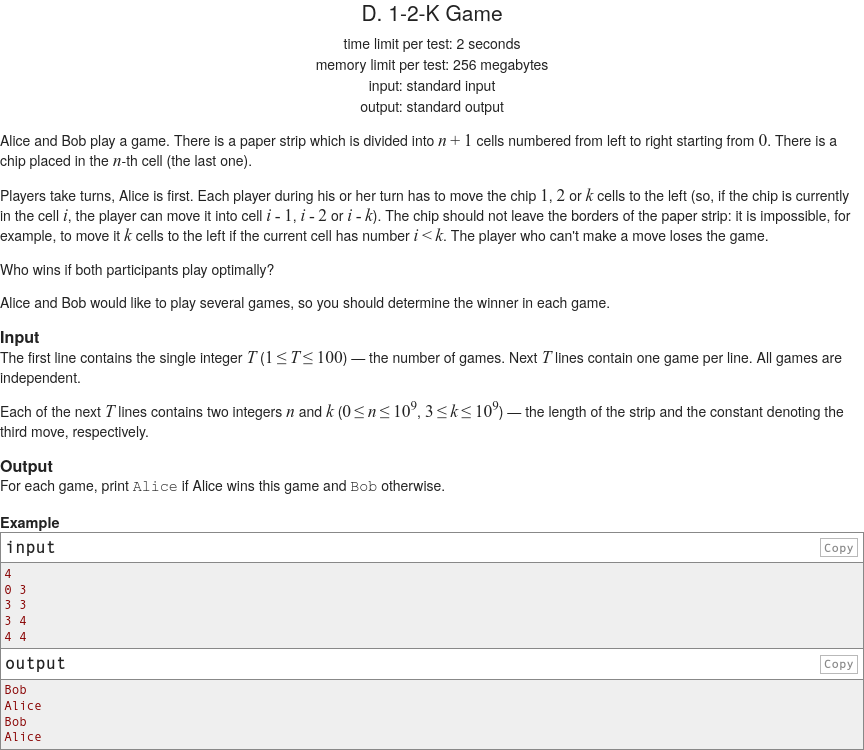 D. 1-2-K Game
time limit per test: 2 seconds
memory limit per test: 256 megabytes
input: standard input
output: standard output
Alice and Bob play a game. There is a paper strip which is divided into n + 1 cells numbered from left to right starting from 0. There is a
chip placed in the n-th cell (the last one).
Players take turns, Alice is first. Each player during his or her turn has to move the chip 1, 2 or k cells to the left (so, if the chip is currently
in the cell i, the player can move it into cell i - 1, i - 2 or i - k). The chip should not leave the borders of the paper strip: it is impossible, for
example, to move it k cells to the left if the current cell has number i < k. The player who can't make a move loses the game.
Who wins if both participants play optimally?
Alice and Bob would like to play several games, so you should determine the winner in each game.
Input
The first line contains the single integer T (1 ≤ T ≤ 100) — the number of games. Next T lines contain one game per line. All games are
independent.
Each of the next T lines contains two integers n and k (0 ≤ n ≤ 10⁹, 3 ≤ k ≤ 10⁹) — the length of the strip and the constant denoting the
third move, respectively.
Output
For each game, print Alice if Alice wins this game and Bob otherwise.
Example
input Copy
4
0 3
3 3
3 4
4 4
output Copy
Bob
Alice
Bob
Alice